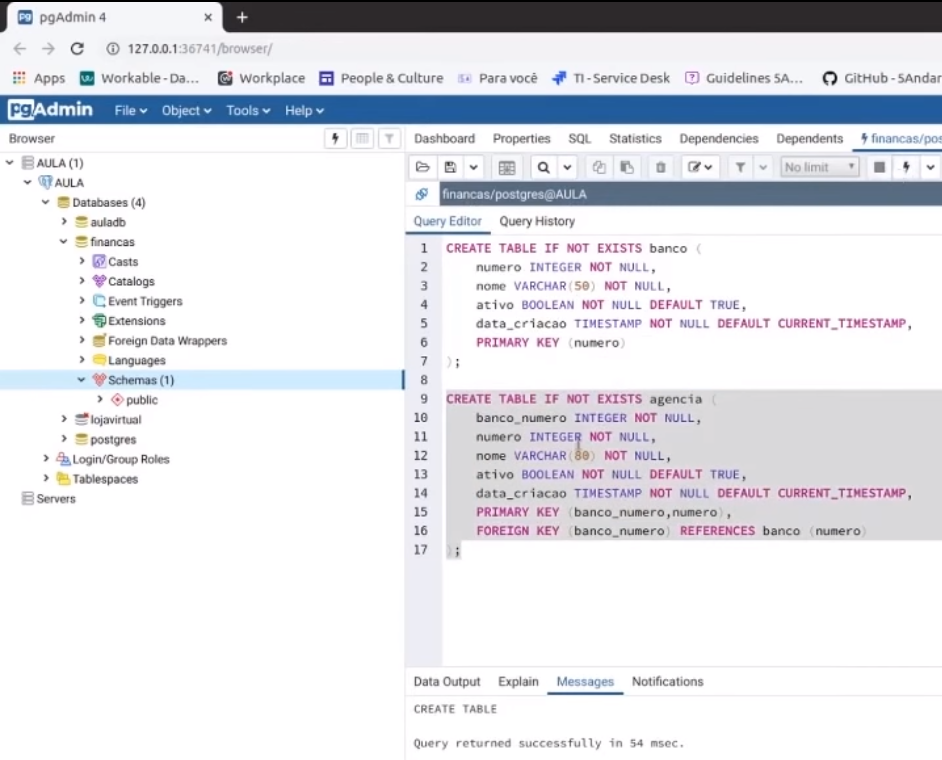 pgAdmin 4
127.0.0.1:36741/browser/
Apps Workable - Da... Workplace People & Culture Para você TI - Service Desk Guidelines 5A... GitHub - 5Andar
pgAdmin File Object Tools Help
Browser
Dashboard Properties SQL Statistics Dependencies Dependents financas/pos
AULA (1)
AULA
Databases (4)
auladb
financas
Casts
Catalogs
Event Triggers
Extensions
Foreign Data Wrappers
Languages
Schemas (1)
public
lojavirtual
postgres
Login/Group Roles
Tablespaces
Servers
No limit
financas/postgres@AULA
Query Editor Query History
1 CREATE TABLE IF NOT EXISTS banco (
2 numero INTEGER NOT NULL,
3 nome VARCHAR(50) NOT NULL,
4 ativo BOOLEAN NOT NULL DEFAULT TRUE,
5 data_criacao TIMESTAMP NOT NULL DEFAULT CURRENT_TIMESTAMP,
6 PRIMARY KEY (numero)
7 );
8
9 CREATE TABLE IF NOT EXISTS agencia (
10 banco_numero INTEGER NOT NULL,
11 numero INTEGER NOT NULL,
12 nome VARCHAR(80) NOT NULL,
13 ativo BOOLEAN NOT NULL DEFAULT TRUE,
14 data_criacao TIMESTAMP NOT NULL DEFAULT CURRENT_TIMESTAMP,
15 PRIMARY KEY (banco_numero,numero),
16 FOREIGN KEY (banco_numero) REFERENCES banco (numero)
17 );
Data Output Explain Messages Notifications
CREATE TABLE
Query returned successfully in 54 msec.